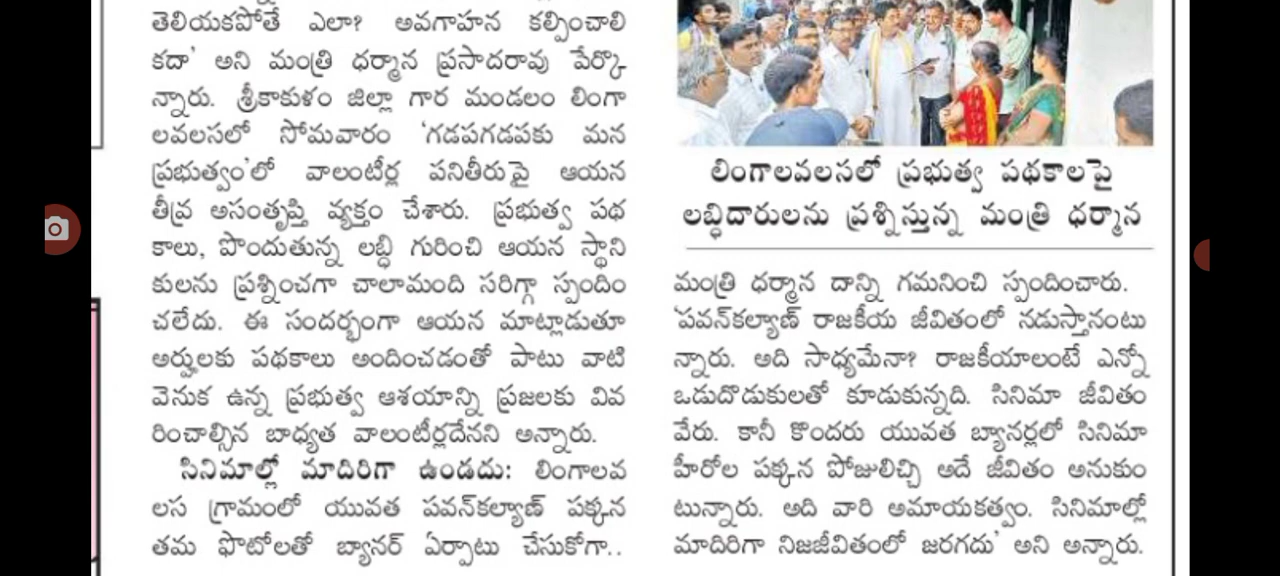 తెలియకపోతే ఎలా? అవగాహన కల్పించాలి
కదా' అని మంత్రి ధర్మాన ప్రసాదరావు పేర్కొ
న్నారు. శ్రీకాకుళం జిల్లా గార మండలం లింగా
లవలసలో సోమవారం 'గడపగడపకు మన
ప్రభుత్వం'లో వాలంటీర్ల పనితీరుపై ఆయన
తీవ్ర అసంతృప్తి వ్యక్తం చేశారు. ప్రభుత్వ పథ
కాలు, పొందుతున్న లబ్ధి గురించి ఆయన స్థాని
కులను ప్రశ్నించగా చాలామంది సరిగ్గా స్పందిం
చలేదు. ఈ సందర్భంగా ఆయన మాట్లాడుతూ
అర్హులకు పథకాలు అందించడంతో పాటు వాటి
వెనుక ఉన్న ప్రభుత్వ ఆశయాన్ని ప్రజలకు వివ
రించాల్సిన బాధ్యత వాలంటీర్లదేనని అన్నారు.
సినిమాల్లో మాదిరిగా ఉండదు: లింగాలవ
లస గ్రామంలో యువత పవన్‌కల్యాణ్ పక్కన
తమ ఫొటోలతో బ్యానర్ ఏర్పాటు చేసుకోగా..
లింగాలవలసలో ప్రభుత్వ పథకాలపై
లబ్ధిదారులను ప్రశ్నిస్తున్న మంత్రి ధర్మాన
మంత్రి ధర్మాన దాన్ని గమనించి స్పందించారు.
'పవన్‌కల్యాణ్ రాజకీయ జీవితంలో నడుస్తానంటు
న్నారు. అది సాధ్యమేనా? రాజకీయాలంటే ఎన్నో
ఒడుదొడుకులతో కూడుకున్నది. సినిమా జీవితం
వేరు. కానీ కొందరు యువత బ్యానర్లలో సినిమా
హీరోల పక్కన పోజులిచ్చి అదే జీవితం అనుకుం
టున్నారు. అది వారి అమాయకత్వం. సినిమాల్లో
మాదిరిగా నిజజీవితంలో జరగదు' అని అన్నారు.